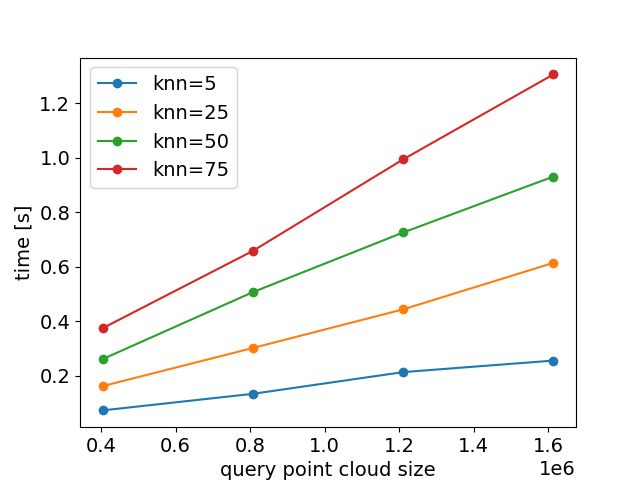 knn=5
knn=25
knn=50
knn=75
1.2
1.0
0.8
0.6
0.4
0.2
time [s]
0.4 0.6 0.8 1.0 1.2 1.4 1.6
1e6
query point cloud size